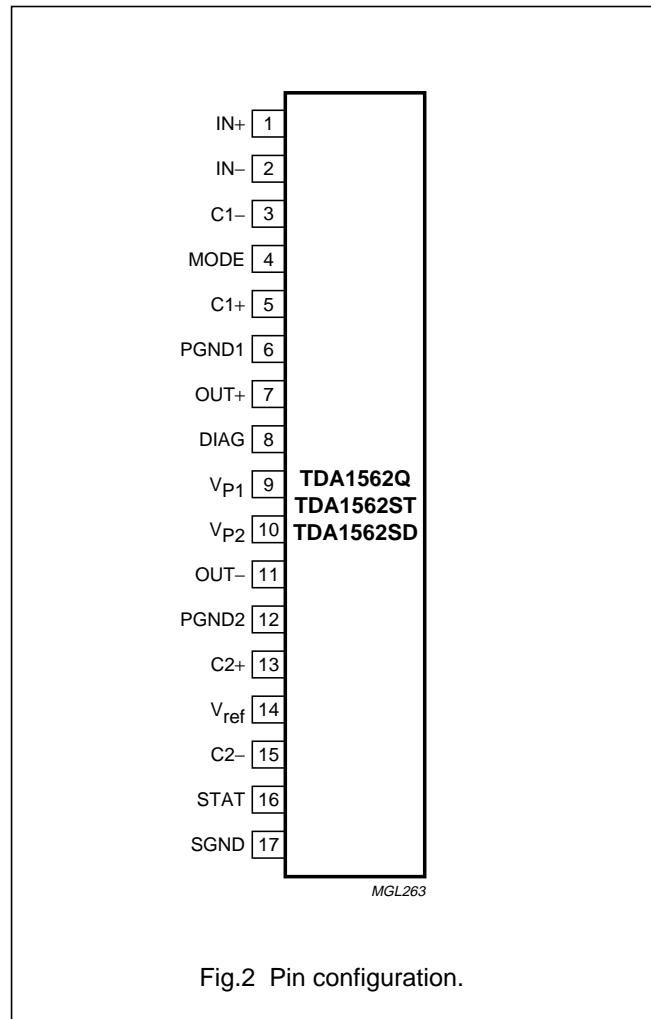 IN+ 1
IN− 2
C1− 3
MODE 4
C1+ 5
PGND1 6
OUT+ 7
DIAG 8
VP1 9
VP2 10
OUT− 11
PGND2 12
C2+ 13
Vref 14
C2− 15
STAT 16
SGND 17
TDA1562Q
TDA1562ST
TDA1562SD
MGL263
Fig.2 Pin configuration.